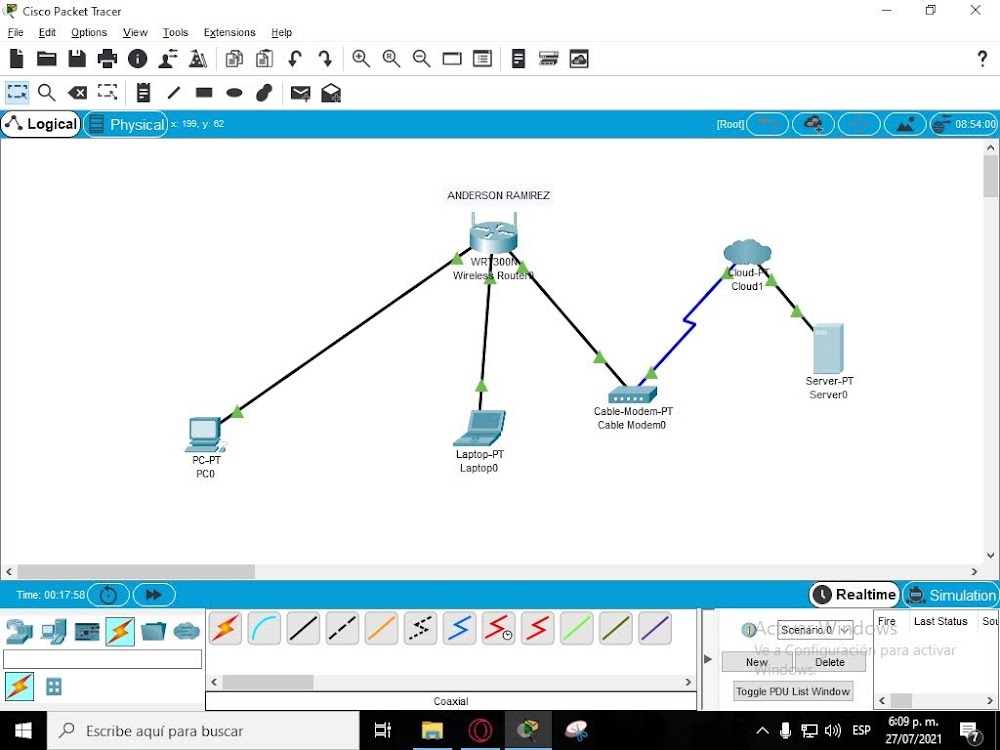 Cisco Packet Tracer
File Edit Options View Tools Extensions Help
?
Logical Physical x: 199, y: 62 [Root] 08:54:00
ANDERSON RAMIREZ
WRT300N
Wireless Router0
Cloud-PT
Cloud1
Server-PT
Server0
Cable-Modem-PT
Cable Modem0
Laptop-PT
Laptop0
PC-PT
PC0
Time: 00:17:58 Realtime Simulation
Scenario 0 Fire Last Status Sou
Activar Windows
Ve a Configuración para activar
Windows.
New Delete
Toggle PDU List Window
Coaxial
Escribe aquí para buscar
ESP
6:09 p. m.
27/07/2021
7